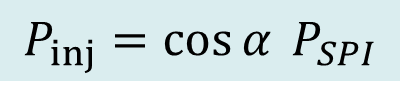 P_inj = cos α P_SPI